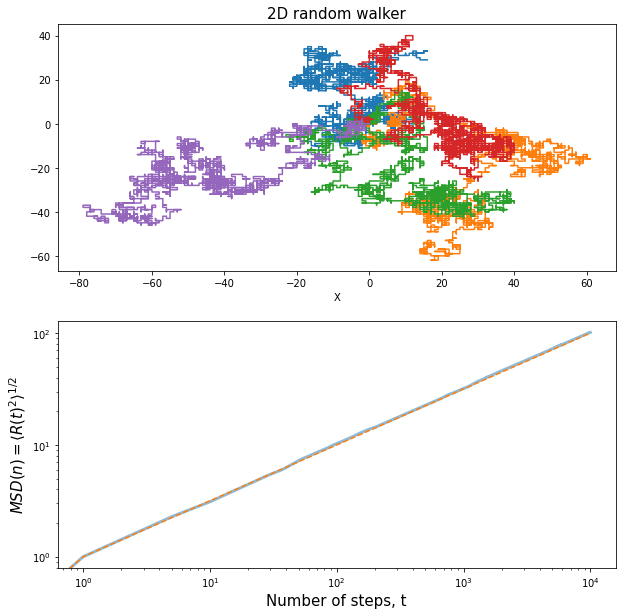 2D random walker
40
20
0
−20
−40
−60
−80 −60 −40 −20 0 20 40 60
X
10²
10¹
10⁰
MSD(n) = ⟨R(t)²⟩^{1/2}
10⁰ 10¹ 10² 10³ 10⁴
Number of steps, t